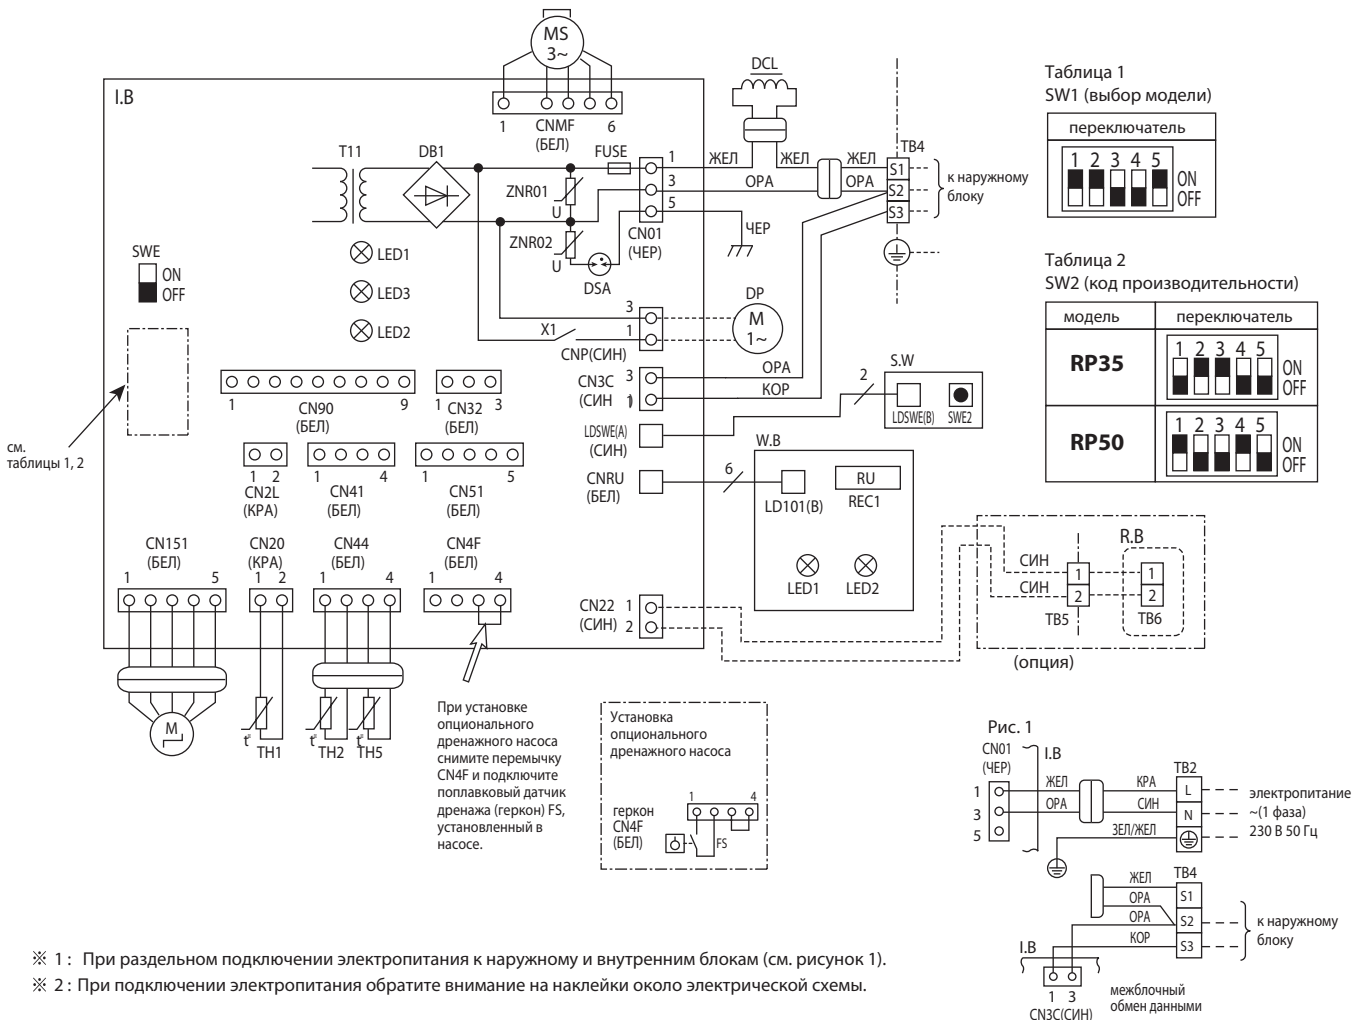 MS
3~
I.B
1
6
CNMF
(БЕЛ)
DCL
T11
DB1
FUSE
ZNR01
U
ZNR02
U
DSA
1
3
5
CN01
(ЧЕР)
ЖЕЛ
ЖЕЛ
ЖЕЛ
ОРА
ОРА
ЧЕР
TB4
S1
S2
S3
к наружному
блоку
SWE
ON
OFF
LED1
LED3
LED2
X1
3
1
CNP(СИН)
DP
M
1~
CN3C
(СИН )
3
1
ОРА
КОР
1
9
CN90
(БЕЛ)
1
3
CN32
(БЕЛ)
LDSWE(A)
(СИН)
2
S.W
LDSWE(B)
SWE2
см.
таблицы 1, 2
1 2
CN2L
(КРА)
1
4
CN41
(БЕЛ)
1
5
CN51
(БЕЛ)
CNRU
(БЕЛ)
6
W.B
LD101(B)
RU
REC1
LED1
LED2
CN151
(БЕЛ)
1
5
CN20
(КРА)
1 2
CN44
(БЕЛ)
1
4
CN4F
(БЕЛ)
1
4
CN22
(СИН)
1
2
M
t°
TH1
t°
TH2
t°
TH5
СИН
СИН
1
2
TB5
R.B
1
2
TB6
(опция)
При установке
опционального
дренажного насоса
снимите перемычку
CN4F и подключите
поплавковый датчик
дренажа (геркон) FS,
установленный в
насосе.
Установка
опционального
дренажного насоса
1
4
геркон
CN4F
(БЕЛ)
FS
Таблица 1
SW1 (выбор модели)
переключатель
1 2 3 4 5
ON
OFF
Таблица 2
SW2 (код производительности)
модель
переключатель
RP35
1 2 3 4 5
ON
OFF
RP50
1 2 3 4 5
ON
OFF
Рис. 1
CN01
(ЧЕР)
I.B
1
3
5
ЖЕЛ
ОРА
КРА
СИН
ЗЕЛ/ЖЕЛ
TB2
L
N
электропитание
~(1 фаза)
230 В 50 Гц
TB4
ЖЕЛ
ОРА
ОРА
КОР
S1
S2
S3
к наружному
блоку
I.B
1 3
CN3C(СИН)
межблочный
обмен данными
※ 1 : При раздельном подключении электропитания к наружному и внутренним блокам (см. рисунок 1).
※ 2 : При подключении электропитания обратите внимание на наклейки около электрической схемы.